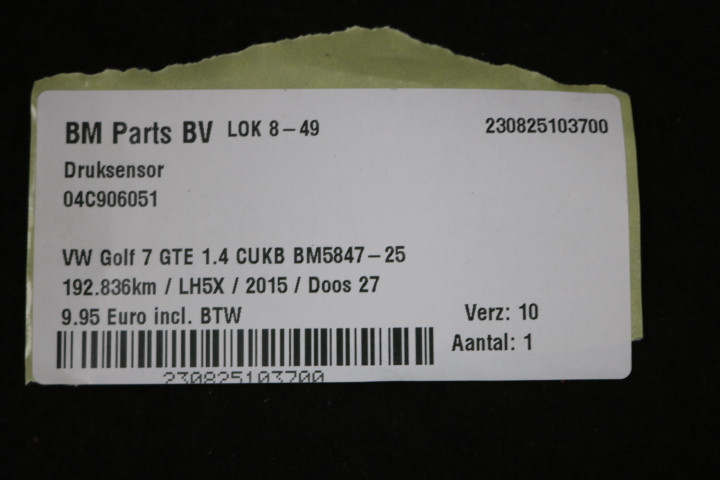 BM Parts BV LOK 8-49 230825103700
Druksensor
04C906051
VW Golf 7 GTE 1.4 CUKB BM5847-25
192.836km / LH5X / 2015 / Doos 27
9.95 Euro incl. BTW Verz: 10
Aantal: 1
230825103700